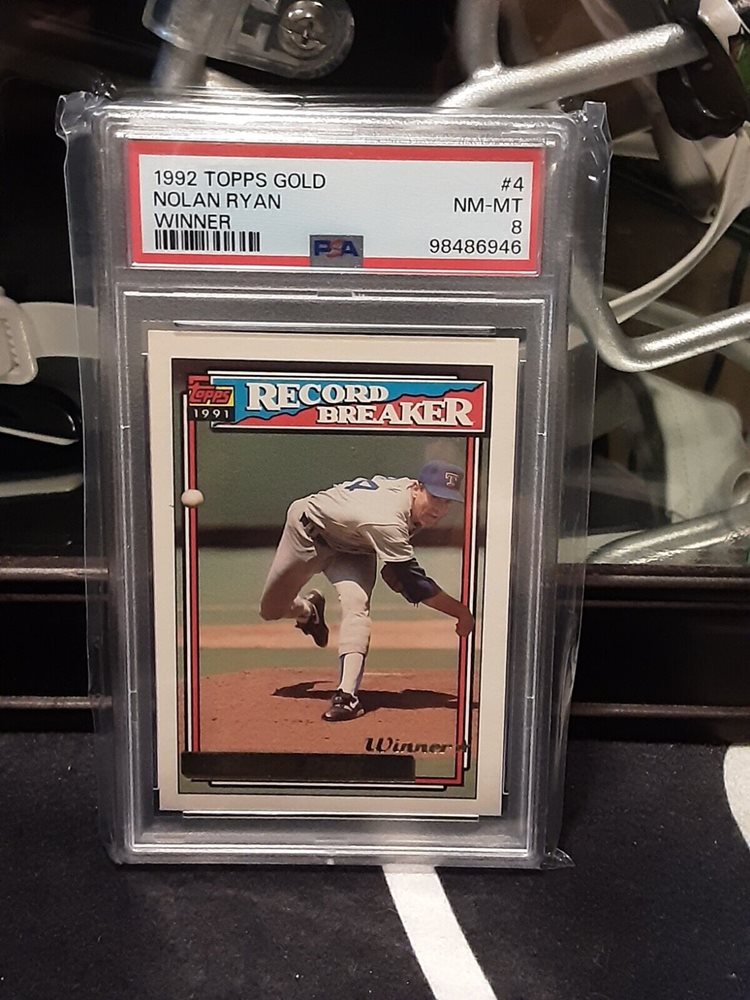 1992 TOPPS GOLD #4
NOLAN RYAN NM-MT
WINNER 8
PSA 98486946
Topps
1991
RECORD
BREAKER
T
Winner